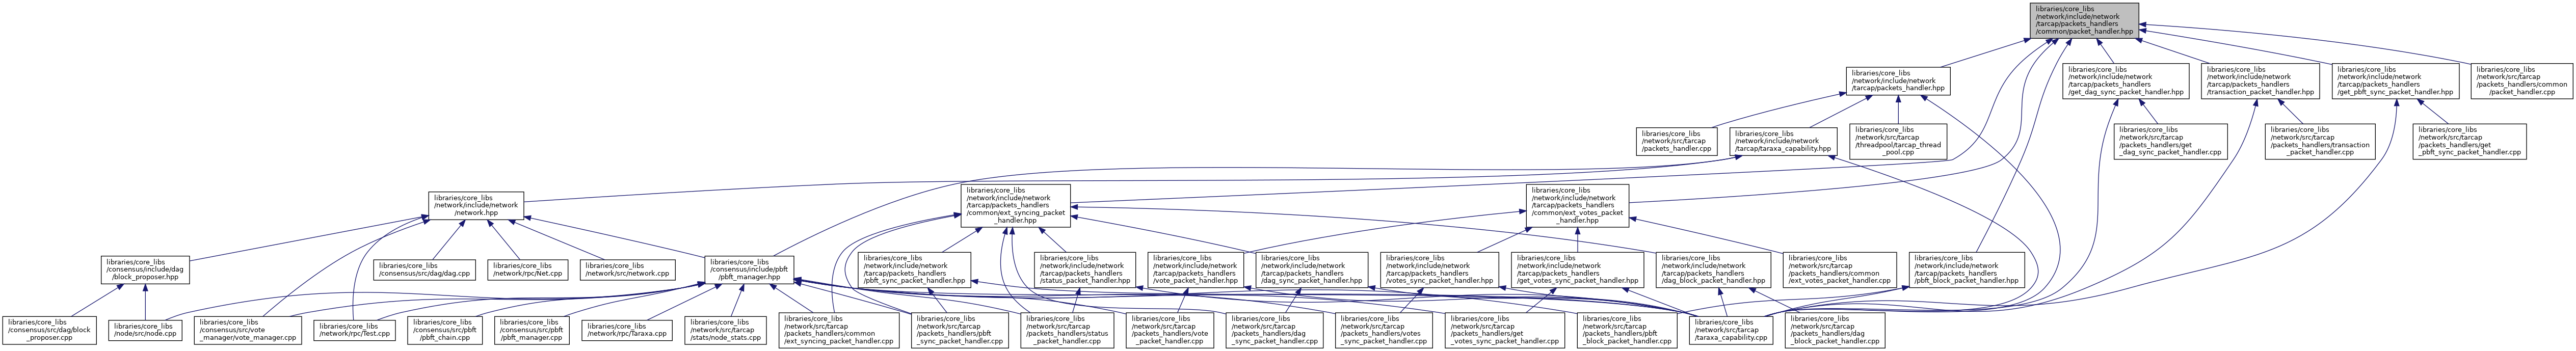 libraries/core_libs
/network/include/network
/tarcap/packets_handlers
/common/packet_handler.hpp
libraries/core_libs
/network/include/network
/tarcap/packets_handler.hpp
libraries/core_libs
/network/include/network
/tarcap/packets_handlers
/get_dag_sync_packet_handler.hpp
libraries/core_libs
/network/include/network
/tarcap/packets_handlers
/transaction_packet_handler.hpp
libraries/core_libs
/network/include/network
/tarcap/packets_handlers
/get_pbft_sync_packet_handler.hpp
libraries/core_libs
/network/src/tarcap
/packets_handlers/common
/packet_handler.cpp
libraries/core_libs
/network/src/tarcap
/packets_handler.cpp
libraries/core_libs
/network/include/network
/tarcap/taraxa_capability.hpp
libraries/core_libs
/network/src/tarcap
/threadpool/tarcap_thread
_pool.cpp
libraries/core_libs
/network/src/tarcap
/packets_handlers/get
_dag_sync_packet_handler.cpp
libraries/core_libs
/network/src/tarcap
/packets_handlers/transaction
_packet_handler.cpp
libraries/core_libs
/network/src/tarcap
/packets_handlers/get
_pbft_sync_packet_handler.cpp
libraries/core_libs
/network/include/network
/network.hpp
libraries/core_libs
/network/include/network
/tarcap/packets_handlers
/common/ext_syncing_packet
_handler.hpp
libraries/core_libs
/network/include/network
/tarcap/packets_handlers
/common/ext_votes_packet
_handler.hpp
libraries/core_libs
/consensus/include/dag
/block_proposer.hpp
libraries/core_libs
/consensus/src/dag/dag.cpp
libraries/core_libs
/network/rpc/Net.cpp
libraries/core_libs
/network/src/network.cpp
libraries/core_libs
/consensus/include/pbft
/pbft_manager.hpp
libraries/core_libs
/network/include/network
/tarcap/packets_handlers
/pbft_sync_packet_handler.hpp
libraries/core_libs
/network/include/network
/tarcap/packets_handlers
/status_packet_handler.hpp
libraries/core_libs
/network/include/network
/tarcap/packets_handlers
/vote_packet_handler.hpp
libraries/core_libs
/network/include/network
/tarcap/packets_handlers
/dag_sync_packet_handler.hpp
libraries/core_libs
/network/include/network
/tarcap/packets_handlers
/votes_sync_packet_handler.hpp
libraries/core_libs
/network/include/network
/tarcap/packets_handlers
/get_votes_sync_packet_handler.hpp
libraries/core_libs
/network/include/network
/tarcap/packets_handlers
/dag_block_packet_handler.hpp
libraries/core_libs
/network/src/tarcap
/packets_handlers/common
/ext_votes_packet_handler.cpp
libraries/core_libs
/network/include/network
/tarcap/packets_handlers
/pbft_block_packet_handler.hpp
libraries/core_libs
/consensus/src/dag/block
_proposer.cpp
libraries/core_libs
/node/src/node.cpp
libraries/core_libs
/consensus/src/vote
_manager/vote_manager.cpp
libraries/core_libs
/network/rpc/Test.cpp
libraries/core_libs
/consensus/src/pbft
/pbft_chain.cpp
libraries/core_libs
/consensus/src/pbft
/pbft_manager.cpp
libraries/core_libs
/network/rpc/Taraxa.cpp
libraries/core_libs
/network/src/tarcap
/stats/node_stats.cpp
libraries/core_libs
/network/src/tarcap
/packets_handlers/common
/ext_syncing_packet_handler.cpp
libraries/core_libs
/network/src/tarcap
/packets_handlers/pbft
_sync_packet_handler.cpp
libraries/core_libs
/network/src/tarcap
/packets_handlers/status
_packet_handler.cpp
libraries/core_libs
/network/src/tarcap
/packets_handlers/vote
_packet_handler.cpp
libraries/core_libs
/network/src/tarcap
/packets_handlers/dag
_sync_packet_handler.cpp
libraries/core_libs
/network/src/tarcap
/packets_handlers/votes
_sync_packet_handler.cpp
libraries/core_libs
/network/src/tarcap
/packets_handlers/get
_votes_sync_packet_handler.cpp
libraries/core_libs
/network/src/tarcap
/packets_handlers/pbft
_block_packet_handler.cpp
libraries/core_libs
/network/src/tarcap
/taraxa_capability.cpp
libraries/core_libs
/network/src/tarcap
/packets_handlers/dag
_block_packet_handler.cpp